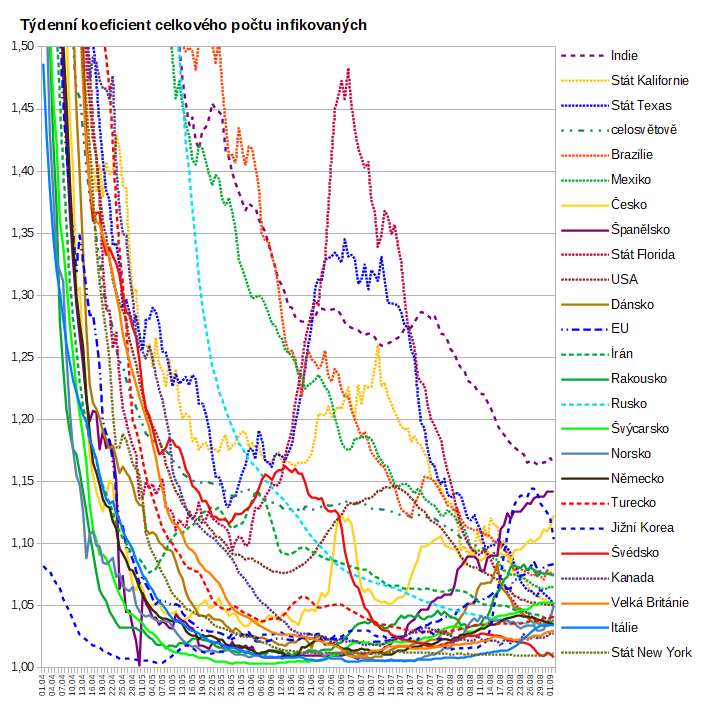 Týdenní koeficient celkového počtu infikovaných
1,50
1,45
1,40
1,35
1,30
1,25
1,20
1,15
1,10
1,05
1,00
01.04
04.04
07.04
10.04
13.04
16.04
19.04
22.04
25.04
28.04
01.05
04.05
07.05
10.05
13.05
16.05
19.05
22.05
25.05
28.05
31.05
03.06
06.06
09.06
12.06
15.06
18.06
21.06
24.06
27.06
30.06
03.07
06.07
09.07
12.07
15.07
18.07
21.07
24.07
27.07
30.07
02.08
05.08
08.08
11.08
14.08
17.08
20.08
23.08
26.08
29.08
01.09
Indie
Stát Kalifornie
Stát Texas
celosvětově
Brazílie
Mexiko
Česko
Španělsko
Stát Florida
USA
Dánsko
EU
Írán
Rakousko
Rusko
Švýcarsko
Norsko
Německo
Turecko
Jižní Korea
Švédsko
Kanada
Velká Británie
Itálie
Stát New York